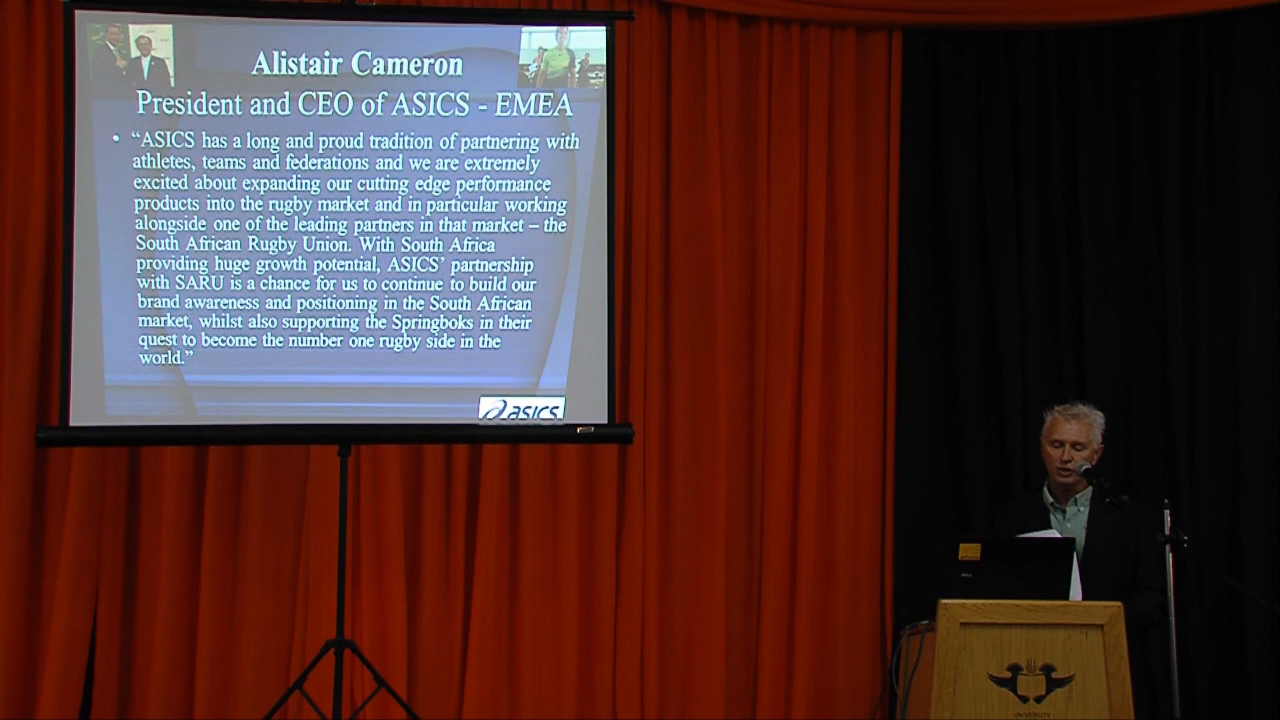 Alistair Cameron
President and CEO of ASICS - EMEA
• “ASICS has a long and proud tradition of partnering with
athletes, teams and federations and we are extremely
excited about expanding our cutting edge performance
products into the rugby market and in particular working
alongside one of the leading partners in that market – the
South African Rugby Union. With South Africa
providing huge growth potential, ASICS’ partnership
with SARU is a chance for us to continue to build our
brand awareness and positioning in the South African
market, whilst also supporting the Springboks in their
quest to become the number one rugby side in the
world.”
asics
UNIVERSITY